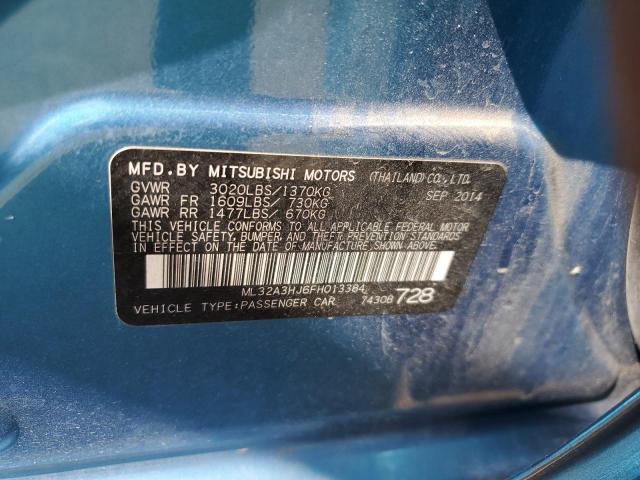 MFD.BY MITSUBISHI MOTORS (THAILAND)CO.,LTD.
GVWR 3020LBS/1370KG SEP 2014
GAWR FR 1609LBS/ 730KG
GAWR RR 1477LBS/ 670KG
THIS VEHICLE CONFORMS TO ALL APPLICABLE FEDERAL MOTOR
VEHICLE SAFETY, BUMPER, AND THEFT PREVENTION STANDARDS
IN EFFECT ON THE DATE OF MANUFACTURE SHOWN ABOVE.
ML32A3HJ6FH013384
VEHICLE TYPE:PASSENGER CAR 7430B 728